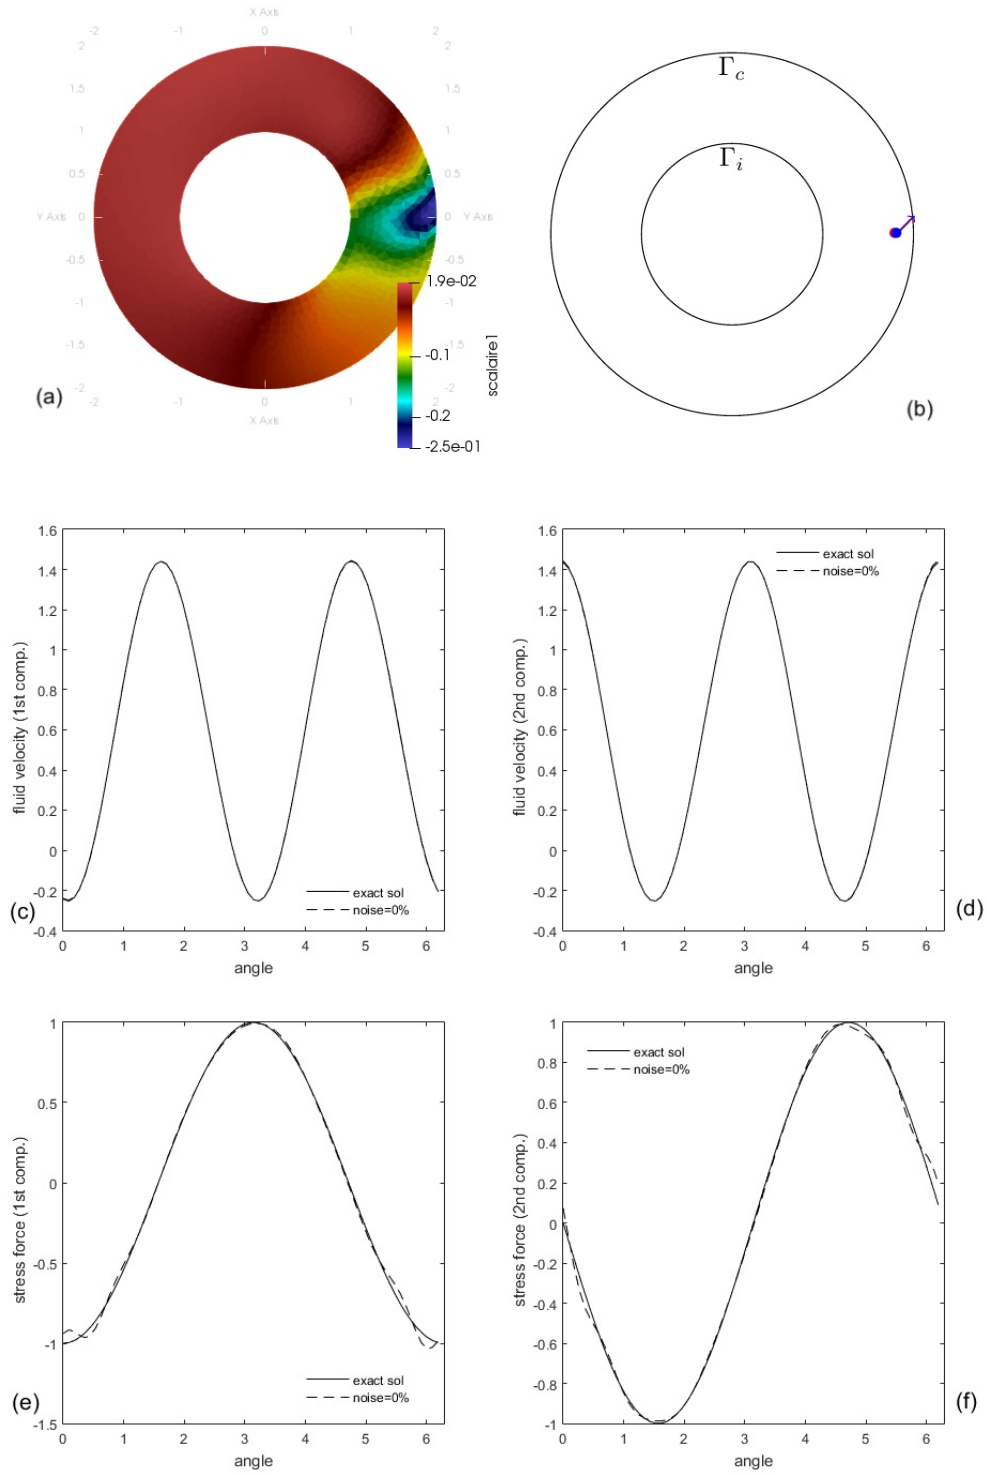 X Axis
-2 -1 0 1 2
2
1.5 1.5
1 1
0.5 0.5
Y Axis 0 0 Y Axis
-0.5 -0.5
-1 -1
-1.5 -1.5
-2 -2
-2 -1 0 1 2
X Axis
1.9e-02
-0.1
-0.2
-2.5e-01
scalaire1
(a)
Γc
Γi
(b)
1.6
1.4
1.2
1
0.8
0.6
0.4
0.2
0
-0.2
-0.4
fluid velocity (1st comp.)
exact sol
noise=0%
0 1 2 3 4 5 6
angle
(c)
1.6
1.4
1.2
1
0.8
0.6
0.4
0.2
0
-0.2
-0.4
fluid velocity (2nd comp.)
exact sol
noise=0%
0 1 2 3 4 5 6
angle
(d)
1
0.5
0
-0.5
-1
-1.5
stress force (1st comp.)
exact sol
noise=0%
0 1 2 3 4 5 6
angle
(e)
1
0.8
0.6
0.4
0.2
0
-0.2
-0.4
-0.6
-0.8
-1
stress force (2nd comp.)
exact sol
noise=0%
0 1 2 3 4 5 6
angle
(f)